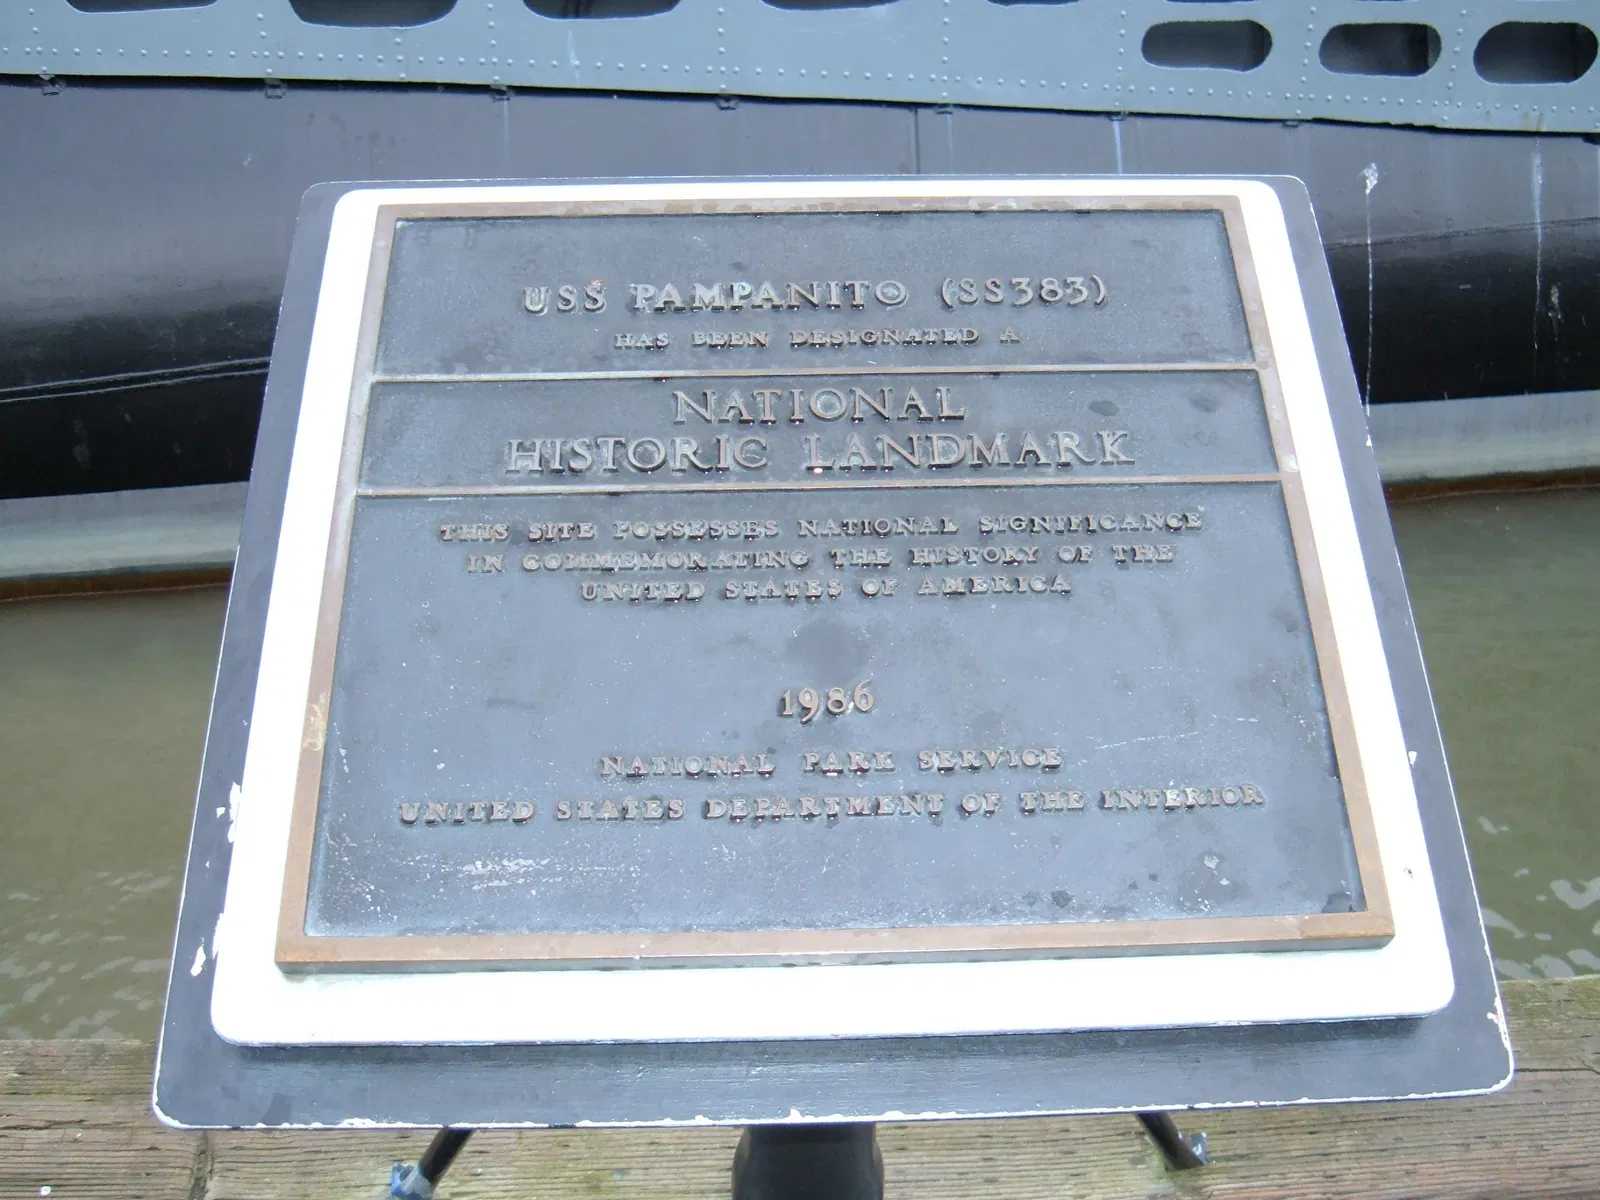 USS PAMPANITO (SS383)
HAS BEEN DESIGNATED A
NATIONAL
HISTORIC LANDMARK
THIS SITE POSSESSES NATIONAL SIGNIFICANCE
IN COMMEMORATING THE HISTORY OF THE
UNITED STATES OF AMERICA
1986
NATIONAL PARK SERVICE
UNITED STATES DEPARTMENT OF THE INTERIOR